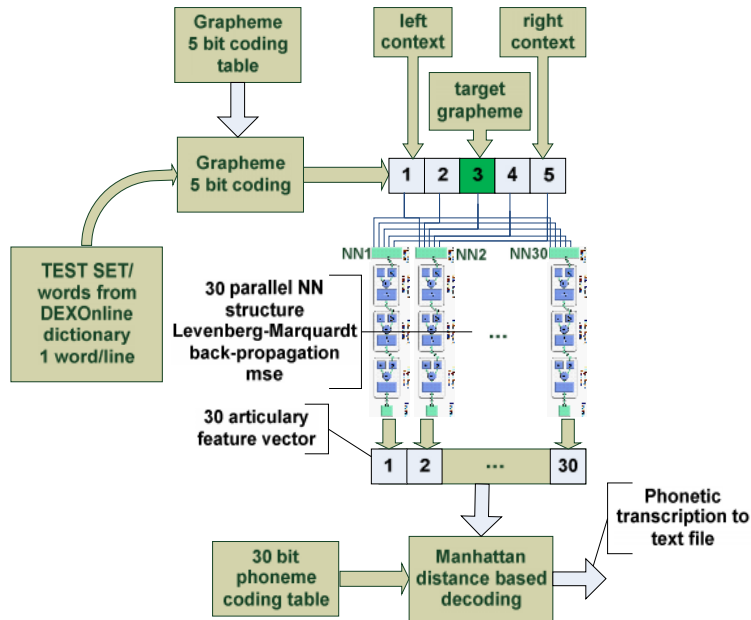 Grapheme
5 bit coding
table
left
context
right
context
target
grapheme
Grapheme
5 bit coding
1 2 3 4 5
NN1 NN2 NN30
TEST SET/
words from
DEXOnline
dictionary
1 word/line
30 parallel NN
structure
Levenberg-Marquardt
back-propagation
mse
...
30 articulary
feature vector
1 2 ... 30
Phonetic
transcription to
text file
30 bit
phoneme
coding table
Manhattan
distance based
decoding